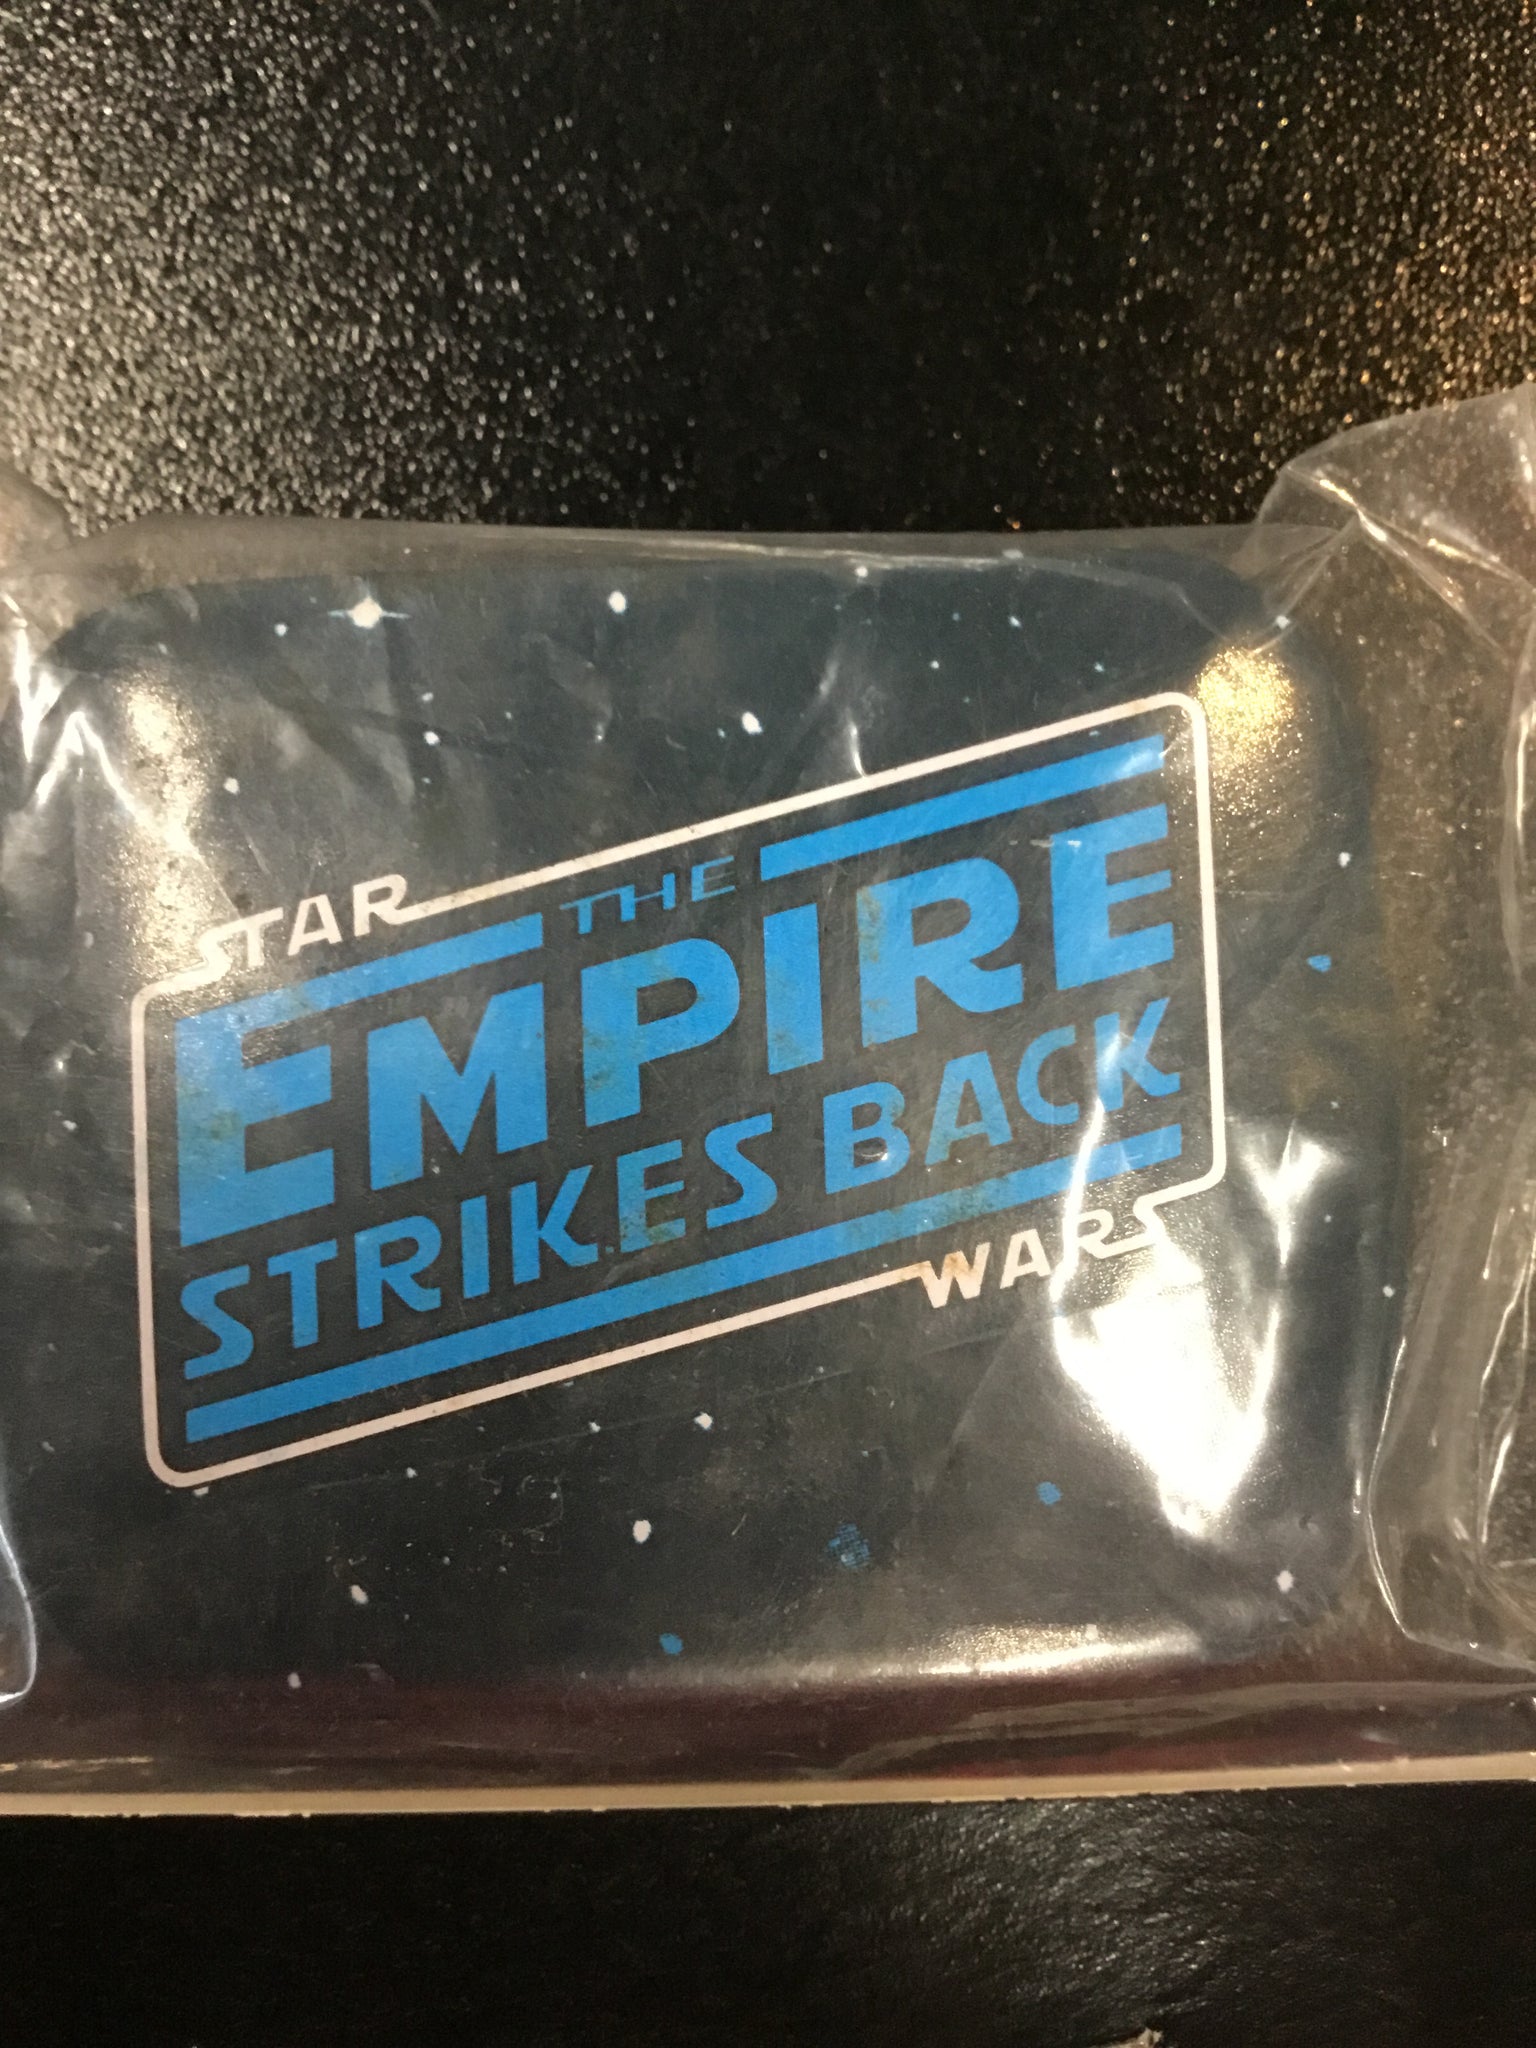 STAR
THE
EMPIRE
STRIKES BACK
WARS